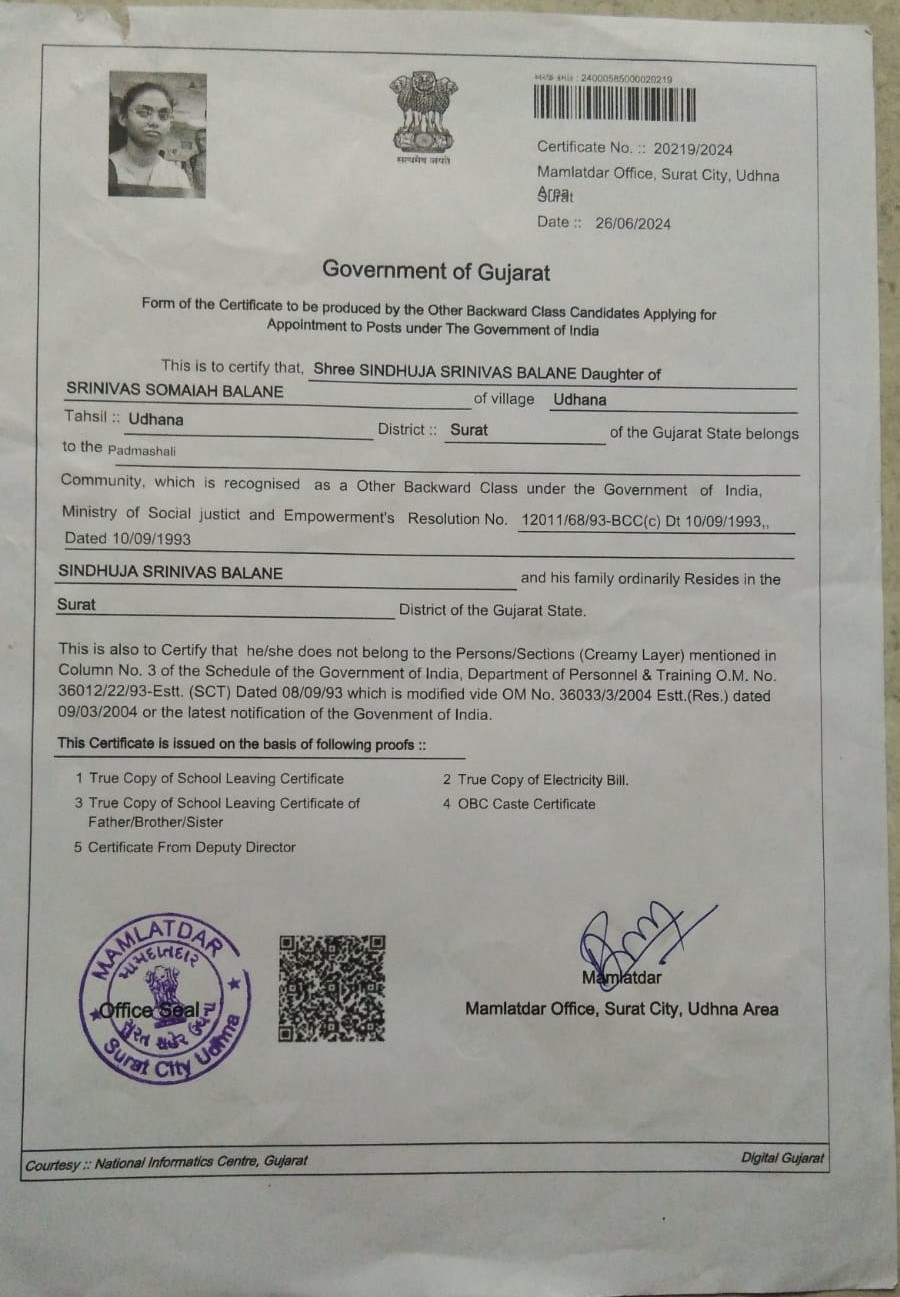 सत्यमेव जयते
24000585000020219
Certificate No. :: 20219/2024
Mamlatdar Office, Surat City, Udhna
Area
Surat
Date :: 26/06/2024
Government of Gujarat
Form of the Certificate to be produced by the Other Backward Class Candidates Applying for
Appointment to Posts under The Government of India
This is to certify that, Shree SINDHUJA SRINIVAS BALANE Daughter of
SRINIVAS SOMAIAH BALANE of village Udhana
Tahsil :: Udhana District :: Surat of the Gujarat State belongs
to the Padmashali
Community, which is recognised as a Other Backward Class under the Government of India,
Ministry of Social justict and Empowerment's Resolution No. 12011/68/93-BCC(c) Dt 10/09/1993,,
Dated 10/09/1993
SINDHUJA SRINIVAS BALANE and his family ordinarily Resides in the
Surat District of the Gujarat State.
This is also to Certify that he/she does not belong to the Persons/Sections (Creamy Layer) mentioned in
Column No. 3 of the Schedule of the Government of India, Department of Personnel & Training O.M. No.
36012/22/93-Estt. (SCT) Dated 08/09/93 which is modified vide OM No. 36033/3/2004 Estt.(Res.) dated
09/03/2004 or the latest notification of the Govenment of India.
This Certificate is issued on the basis of following proofs ::
1 True Copy of School Leaving Certificate 2 True Copy of Electricity Bill.
3 True Copy of School Leaving Certificate of 4 OBC Caste Certificate
Father/Brother/Sister
5 Certificate From Deputy Director
MAMLATDAR
મામલતદાર
Office Seal
સુરત શહેર ઉધના
Surat City Udhna
Mamlatdar
Mamlatdar Office, Surat City, Udhna Area
Courtesy :: National Informatics Centre, Gujarat Digital Gujarat